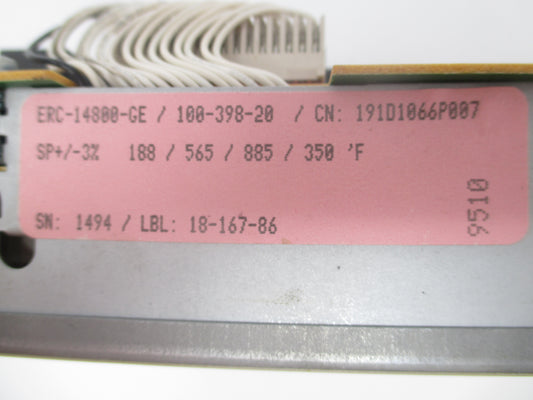 ERC-14800-GE / 100-398-20 / CN: 191D1066P007
SP+/-3% 188 / 565 / 885 / 350 'F
SN: 1494 / LBL: 18-167-86
9510